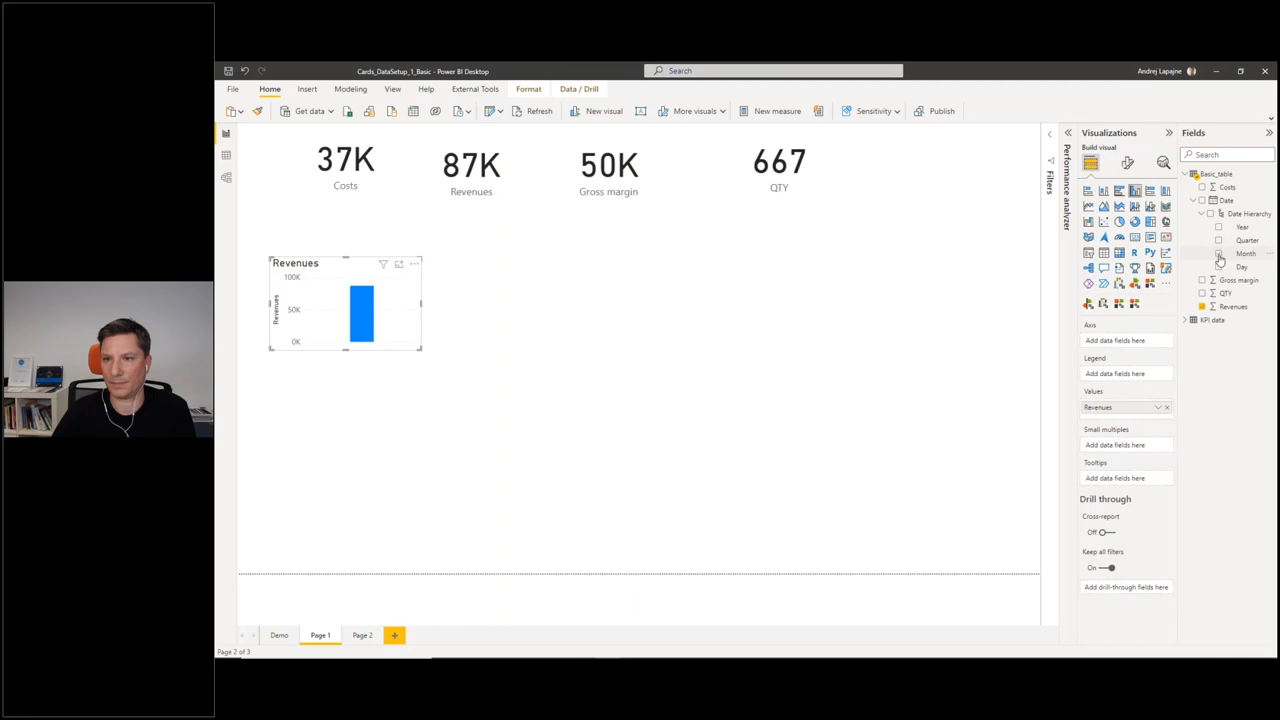 Cards_DataSetup_1_Basic - Power BI Desktop
Search
Andrej Lapajne
File
Home
Insert
Modeling
View
Help
External Tools
Format
Data / Drill
Get data
Refresh
New visual
More visuals
New measure
Sensitivity
Publish
37K
Costs
87K
Revenues
50K
Gross margin
667
QTY
Revenues
100K
50K
0K
Revenues
Filters
Performance analyzer
Visualizations
Build visual
Axis
Add data fields here
Legend
Add data fields here
Values
Revenues
Small multiples
Add data fields here
Tooltips
Add data fields here
Drill through
Cross-report
Off
Keep all filters
On
Add drill-through fields here
Fields
Search
Basic_table
Costs
Date
Date Hierarchy
Year
Quarter
Month
Day
Gross margin
QTY
Revenues
KPI data
Demo
Page 1
Page 2
Page 2 of 3